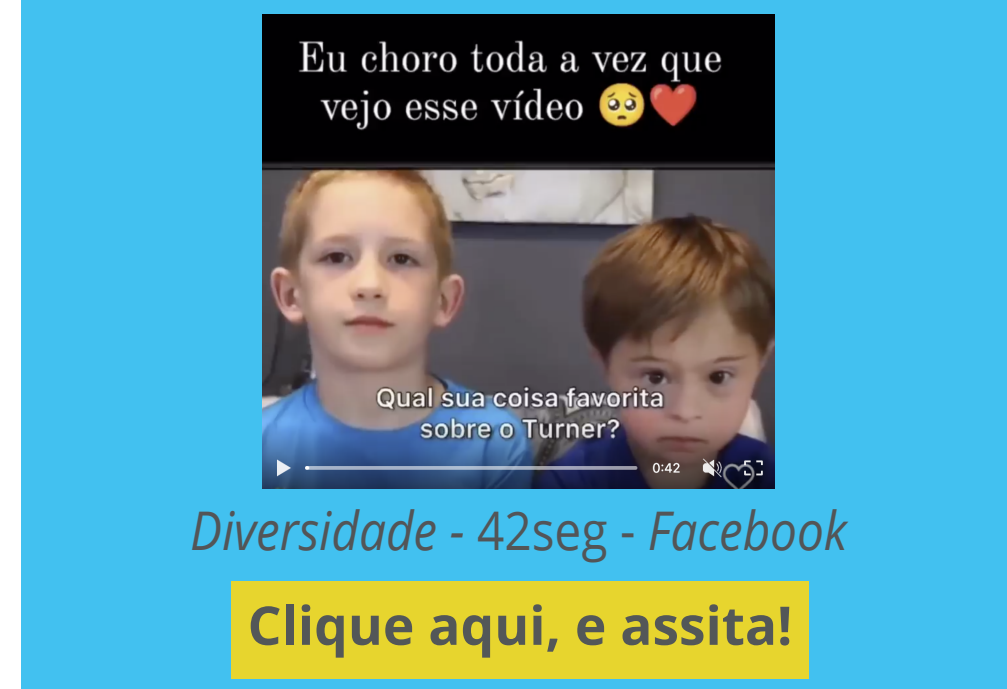 Eu choro toda a vez que
vejo esse vídeo 🥺❤️
Qual sua coisa favorita
sobre o Turner?
0:42
Diversidade - 42seg - Facebook
Clique aqui, e assita!